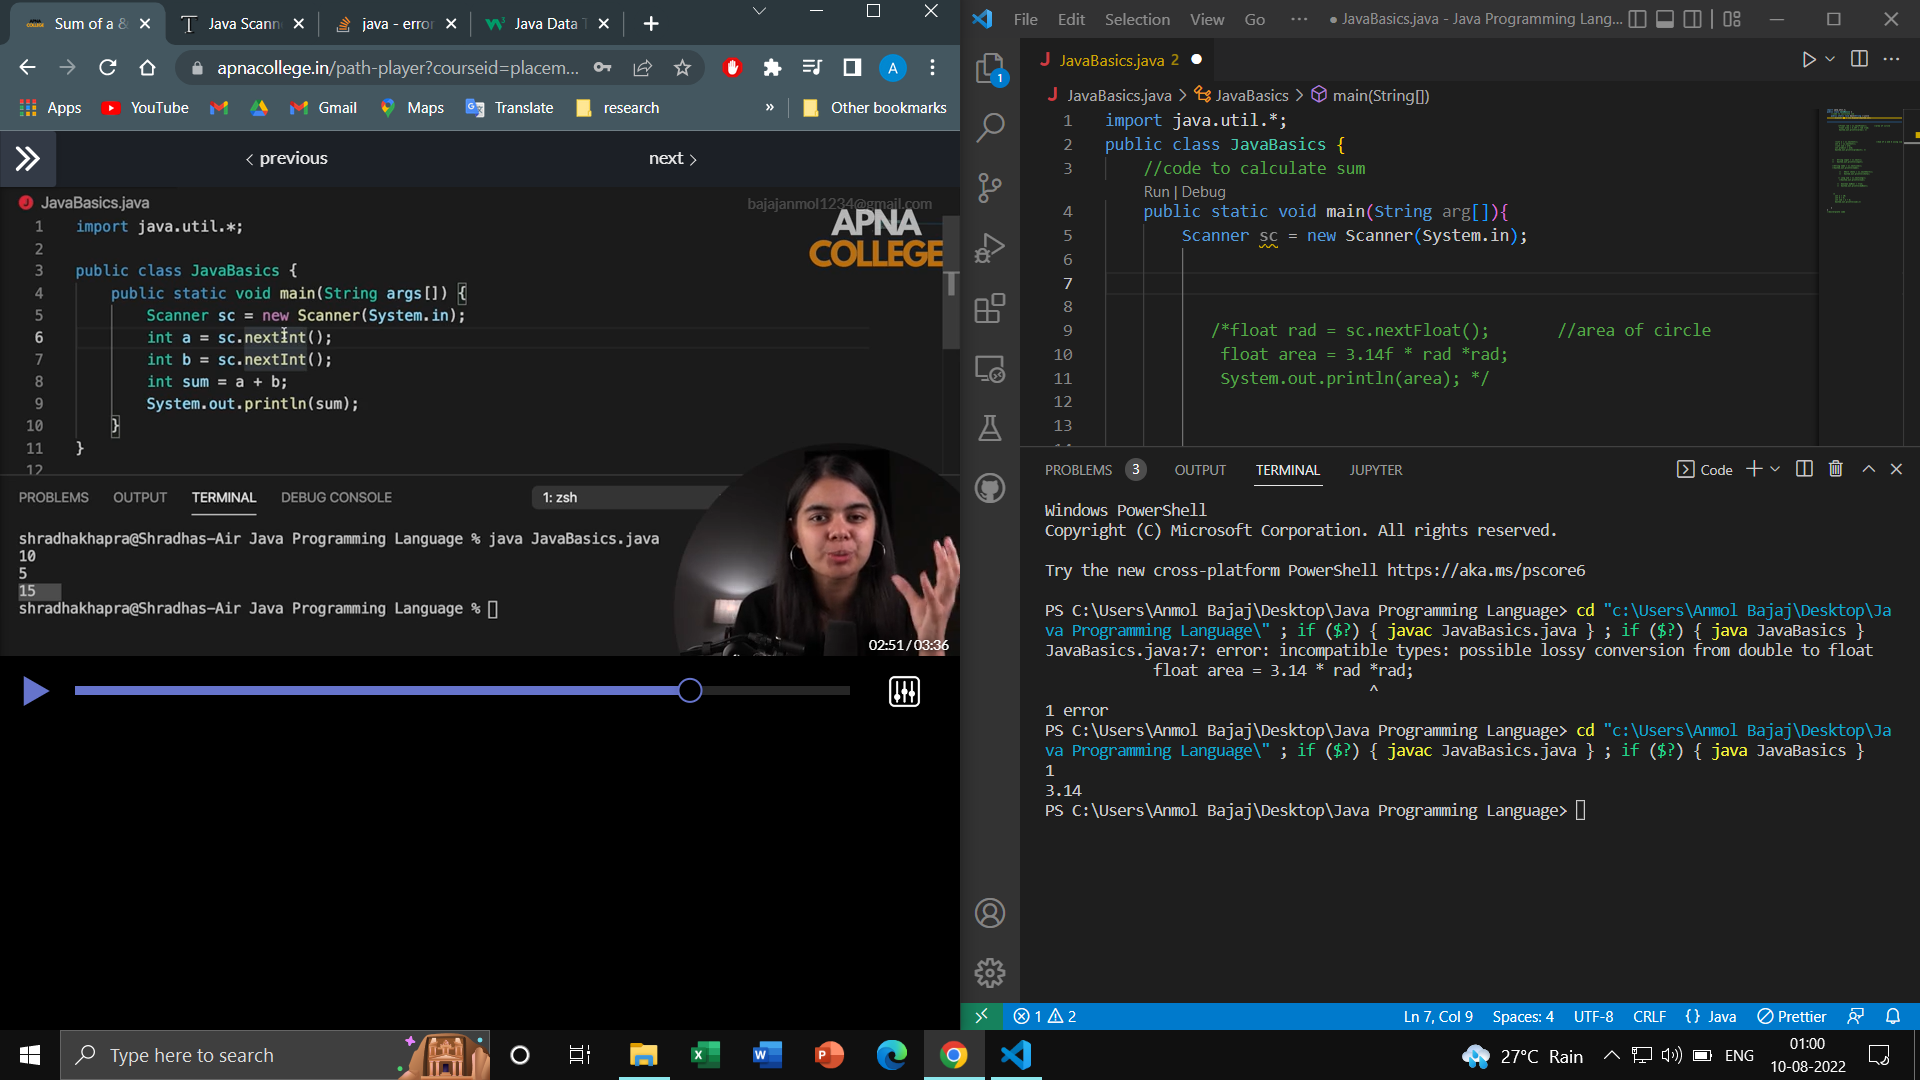 Sum of a &
Java Scann
java - erro
Java Data T
apnacollege.in/path-player?courseid=placem...
A
Apps
YouTube
Gmail
Maps
Translate
research
»
Other bookmarks
previous
next
JavaBasics.java
bajajanmol1234@gmail.com
APNA
COLLEGE
T
1 import java.util.*;
2
3 public class JavaBasics {
4 public static void main(String args[]) {
5 Scanner sc = new Scanner(System.in);
6 int a = sc.nextInt();
7 int b = sc.nextInt();
8 int sum = a + b;
9 System.out.println(sum);
10 }
11 }
12
PROBLEMS OUTPUT TERMINAL DEBUG CONSOLE 1: zsh
shradhakhapra@Shradhas-Air Java Programming Language % java JavaBasics.java
10
5
15
shradhakhapra@Shradhas-Air Java Programming Language %
02:51 / 03:36
File Edit Selection View Go ... ● JavaBasics.java - Java Programming Lang...
1
JavaBasics.java 2
JavaBasics.java > JavaBasics > main(String[])
1 import java.util.*;
2 public class JavaBasics {
3 //code to calculate sum
Run | Debug
4 public static void main(String arg[]){
5 Scanner sc = new Scanner(System.in);
6
7
8
9 /*float rad = sc.nextFloat(); //area of circle
10 float area = 3.14f * rad *rad;
11 System.out.println(area); */
12
13
PROBLEMS 3 OUTPUT TERMINAL JUPYTER Code
Windows PowerShell
Copyright (C) Microsoft Corporation. All rights reserved.
Try the new cross-platform PowerShell https://aka.ms/pscore6
PS C:\Users\Anmol Bajaj\Desktop\Java Programming Language> cd "c:\Users\Anmol Bajaj\Desktop\Ja
va Programming Language\" ; if ($?) { javac JavaBasics.java } ; if ($?) { java JavaBasics }
JavaBasics.java:7: error: incompatible types: possible lossy conversion from double to float
float area = 3.14 * rad *rad;
^
1 error
PS C:\Users\Anmol Bajaj\Desktop\Java Programming Language> cd "c:\Users\Anmol Bajaj\Desktop\Ja
va Programming Language\" ; if ($?) { javac JavaBasics.java } ; if ($?) { java JavaBasics }
1
3.14
PS C:\Users\Anmol Bajaj\Desktop\Java Programming Language>
1 2
Ln 7, Col 9 Spaces: 4 UTF-8 CRLF {} Java Prettier
Type here to search
27°C Rain
ENG
01:00
10-08-2022